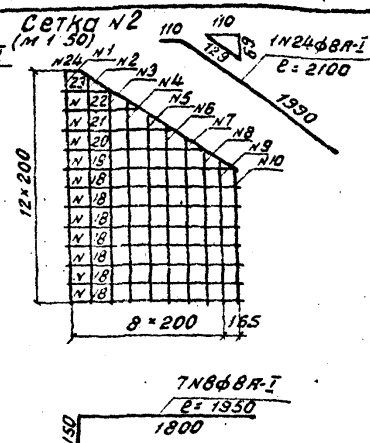 Сетка N2
(М 1:50)
110
110
129
69
1N24ф8А-I
e=2100
1990
N24
N1
N2
N3
N4
N5
N6
N7
N8
N9
N10
23
N 22
N 21
N 20
N 19
N 18
N 18
N 18
N 18
N 18
N 18
N 18
12×200
8×200
165
7N8ф8А-I
e=1950
1800
150